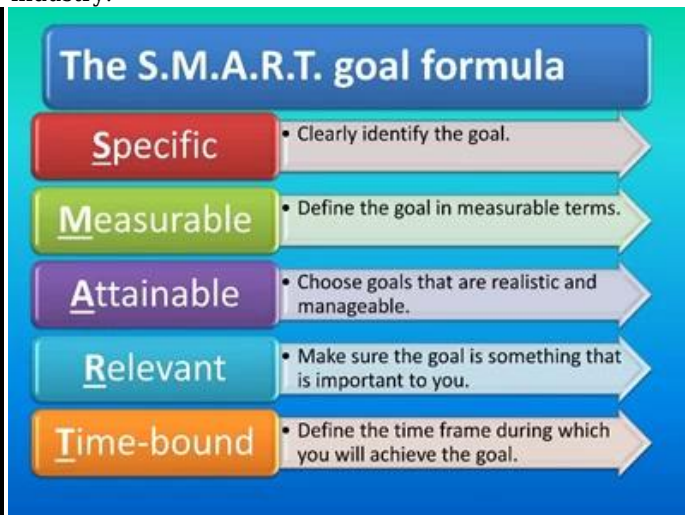 industry.
The S.M.A.R.T. goal formula
Specific
• Clearly identify the goal.
Measurable
• Define the goal in measurable terms.
Attainable
• Choose goals that are realistic and
manageable.
Relevant
• Make sure the goal is something that
is important to you.
Time-bound
• Define the time frame during which
you will achieve the goal.